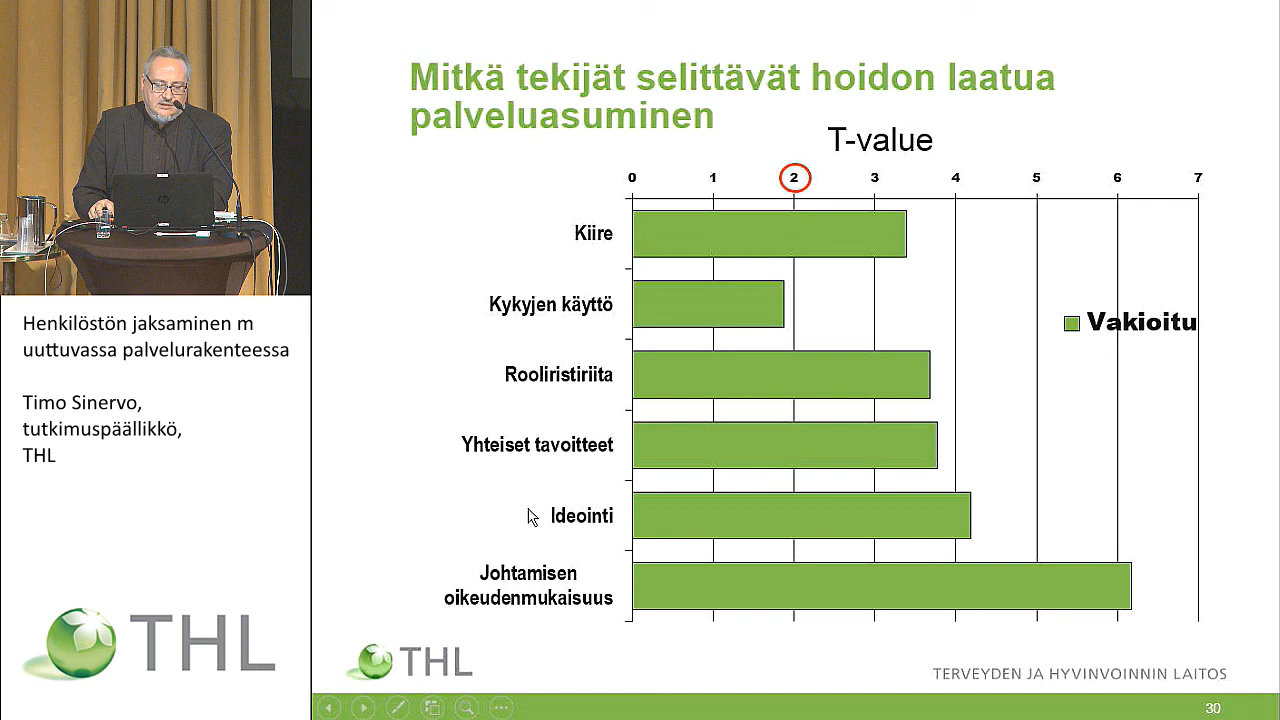 Henkilöstön jaksaminen m
uuttuvassa palvelurakenteessa
Timo Sinervo,
tutkimuspäällikkö,
THL
THL
Mitkä tekijät selittävät hoidon laatua
palveluasuminen
T-value
0 1 2 3 4 5 6 7
Kiire
Kykyjen käyttö
Rooliristiriita
Yhteiset tavoitteet
Ideointi
Johtamisen
oikeudenmukaisuus
Vakioitu
THL
TERVEYDEN JA HYVINVOINNIN LAITOS
30